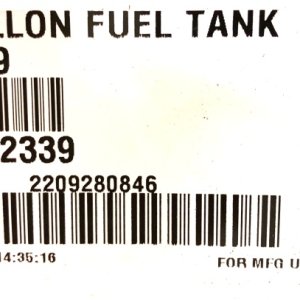 LLON FUEL TANK
9
2339
2209280846
14:35:16
FOR MFG U